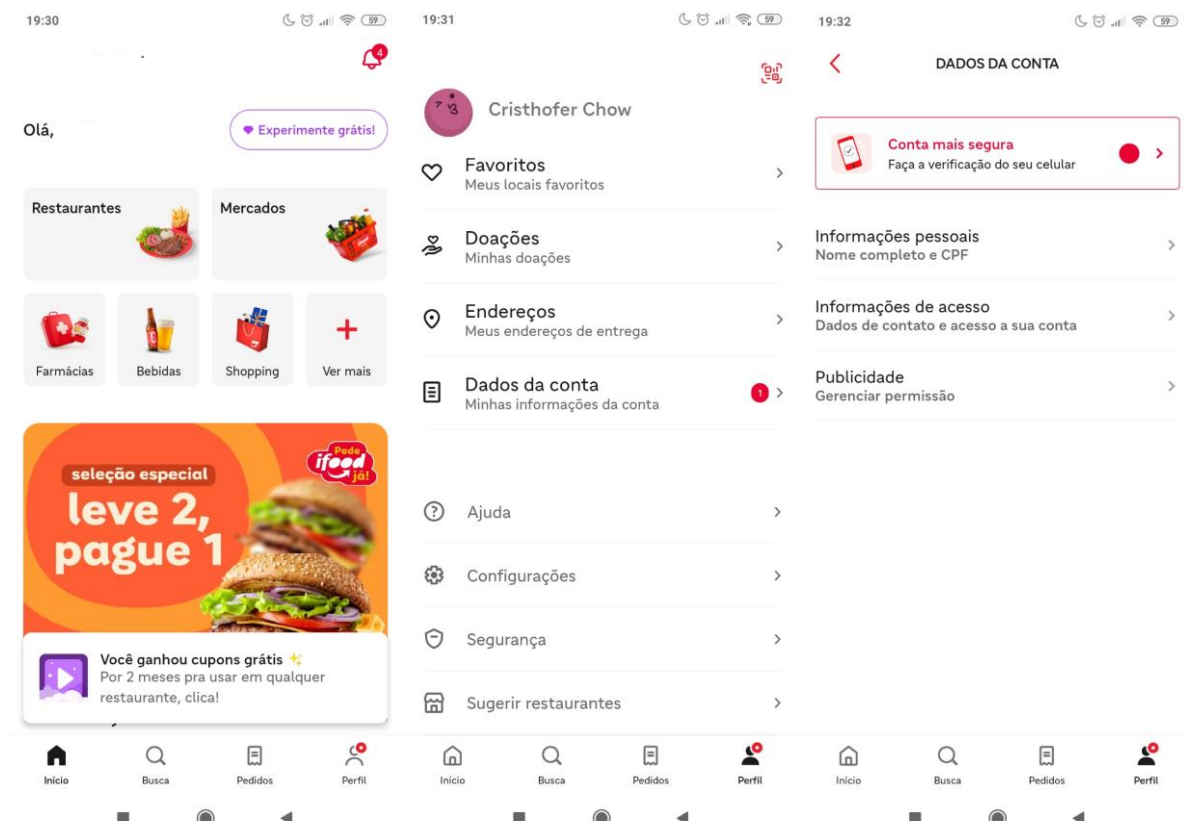 19:30
59
4
Olá,
Experimente grátis!
Restaurantes
Mercados
Farmácias
Bebidas
Shopping
Ver mais
seleção especial
leve 2,
pague 1
Pede
ifood
já!
Você ganhou cupons grátis
Por 2 meses pra usar em qualquer
restaurante, clica!
Início
Busca
Pedidos
Perfil
19:31
59
Cristhofer Chow
Favoritos
Meus locais favoritos
Doações
Minhas doações
Endereços
Meus endereços de entrega
Dados da conta
Minhas informações da conta
1
Ajuda
Configurações
Segurança
Sugerir restaurantes
Início
Busca
Pedidos
Perfil
19:32
59
DADOS DA CONTA
Conta mais segura
Faça a verificação do seu celular
Informações pessoais
Nome completo e CPF
Informações de acesso
Dados de contato e acesso a sua conta
Publicidade
Gerenciar permissão
Início
Busca
Pedidos
Perfil